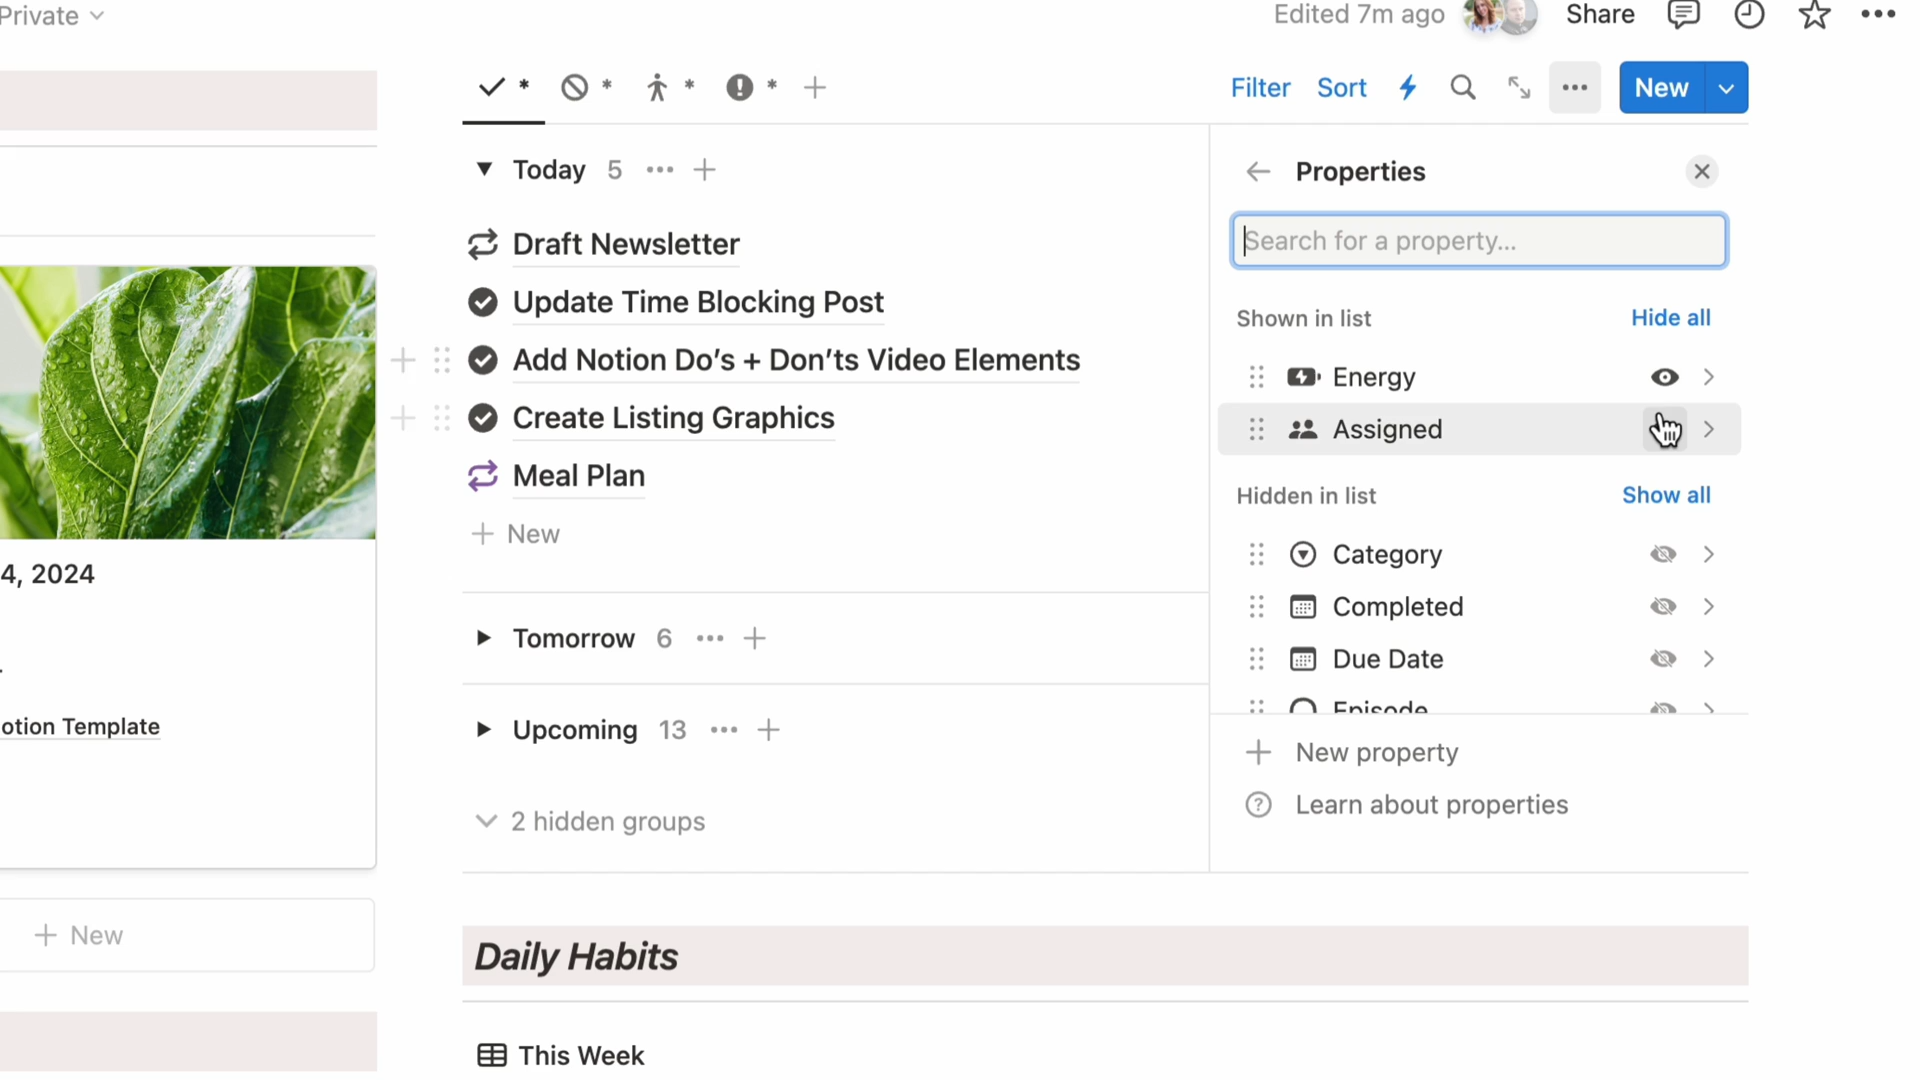 Private
Edited 7m ago
Share
* * * *
Filter Sort New
Today 5
Draft Newsletter
Update Time Blocking Post
Add Notion Do's + Don'ts Video Elements
Create Listing Graphics
Meal Plan
New
Tomorrow 6
Upcoming 13
2 hidden groups
Properties
Search for a property...
Shown in list Hide all
Energy
Assigned
Hidden in list Show all
Category
Completed
Due Date
Episode
New property
Learn about properties
4, 2024
otion Template
New
Daily Habits
This Week